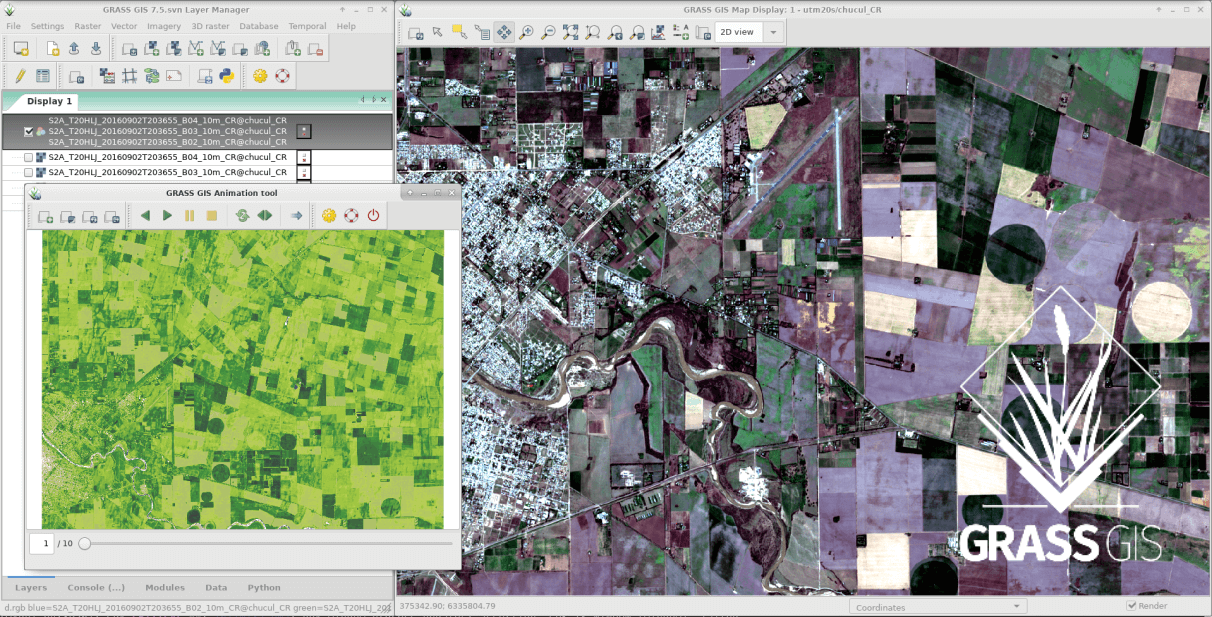 GRASS GIS 7.5.svn Layer Manager
File Settings Raster Vector Imagery 3D raster Database Temporal Help
Display 1
S2A_T20HLJ_20160902T203655_B04_10m_CR@chucul_CR
S2A_T20HLJ_20160902T203655_B03_10m_CR@chucul_CR
S2A_T20HLJ_20160902T203655_B02_10m_CR@chucul_CR
S2A_T20HLJ_20160902T203655_B04_10m_CR@chucul_CR
S2A_T20HLJ_20160902T203655_B03_10m_CR@chucul_CR
GRASS GIS Animation tool
1 / 10
Layers Console (...) Modules Data Python
d.rgb blue=S2A_T20HLJ_20160902T203655_B02_10m_CR@chucul_CR green=S2A_T20HLJ_201
GRASS GIS Map Display: 1 - utm20s/chucul_CR
2D view
GRASS GIS
375342.90; 6335804.79
Coordinates
Render